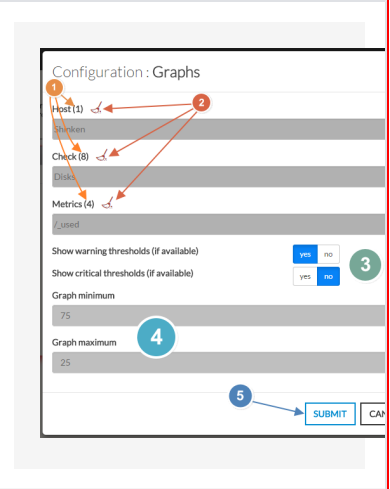 Configuration : Graphs
1
Host (1)
2
Shinken
Check (8)
Disks
Metrics (4)
/_used
Show warning thresholds (if available) yes no
3
Show critical thresholds (if available) yes no
Graph minimum
75
4
Graph maximum
25
5
SUBMIT CAN